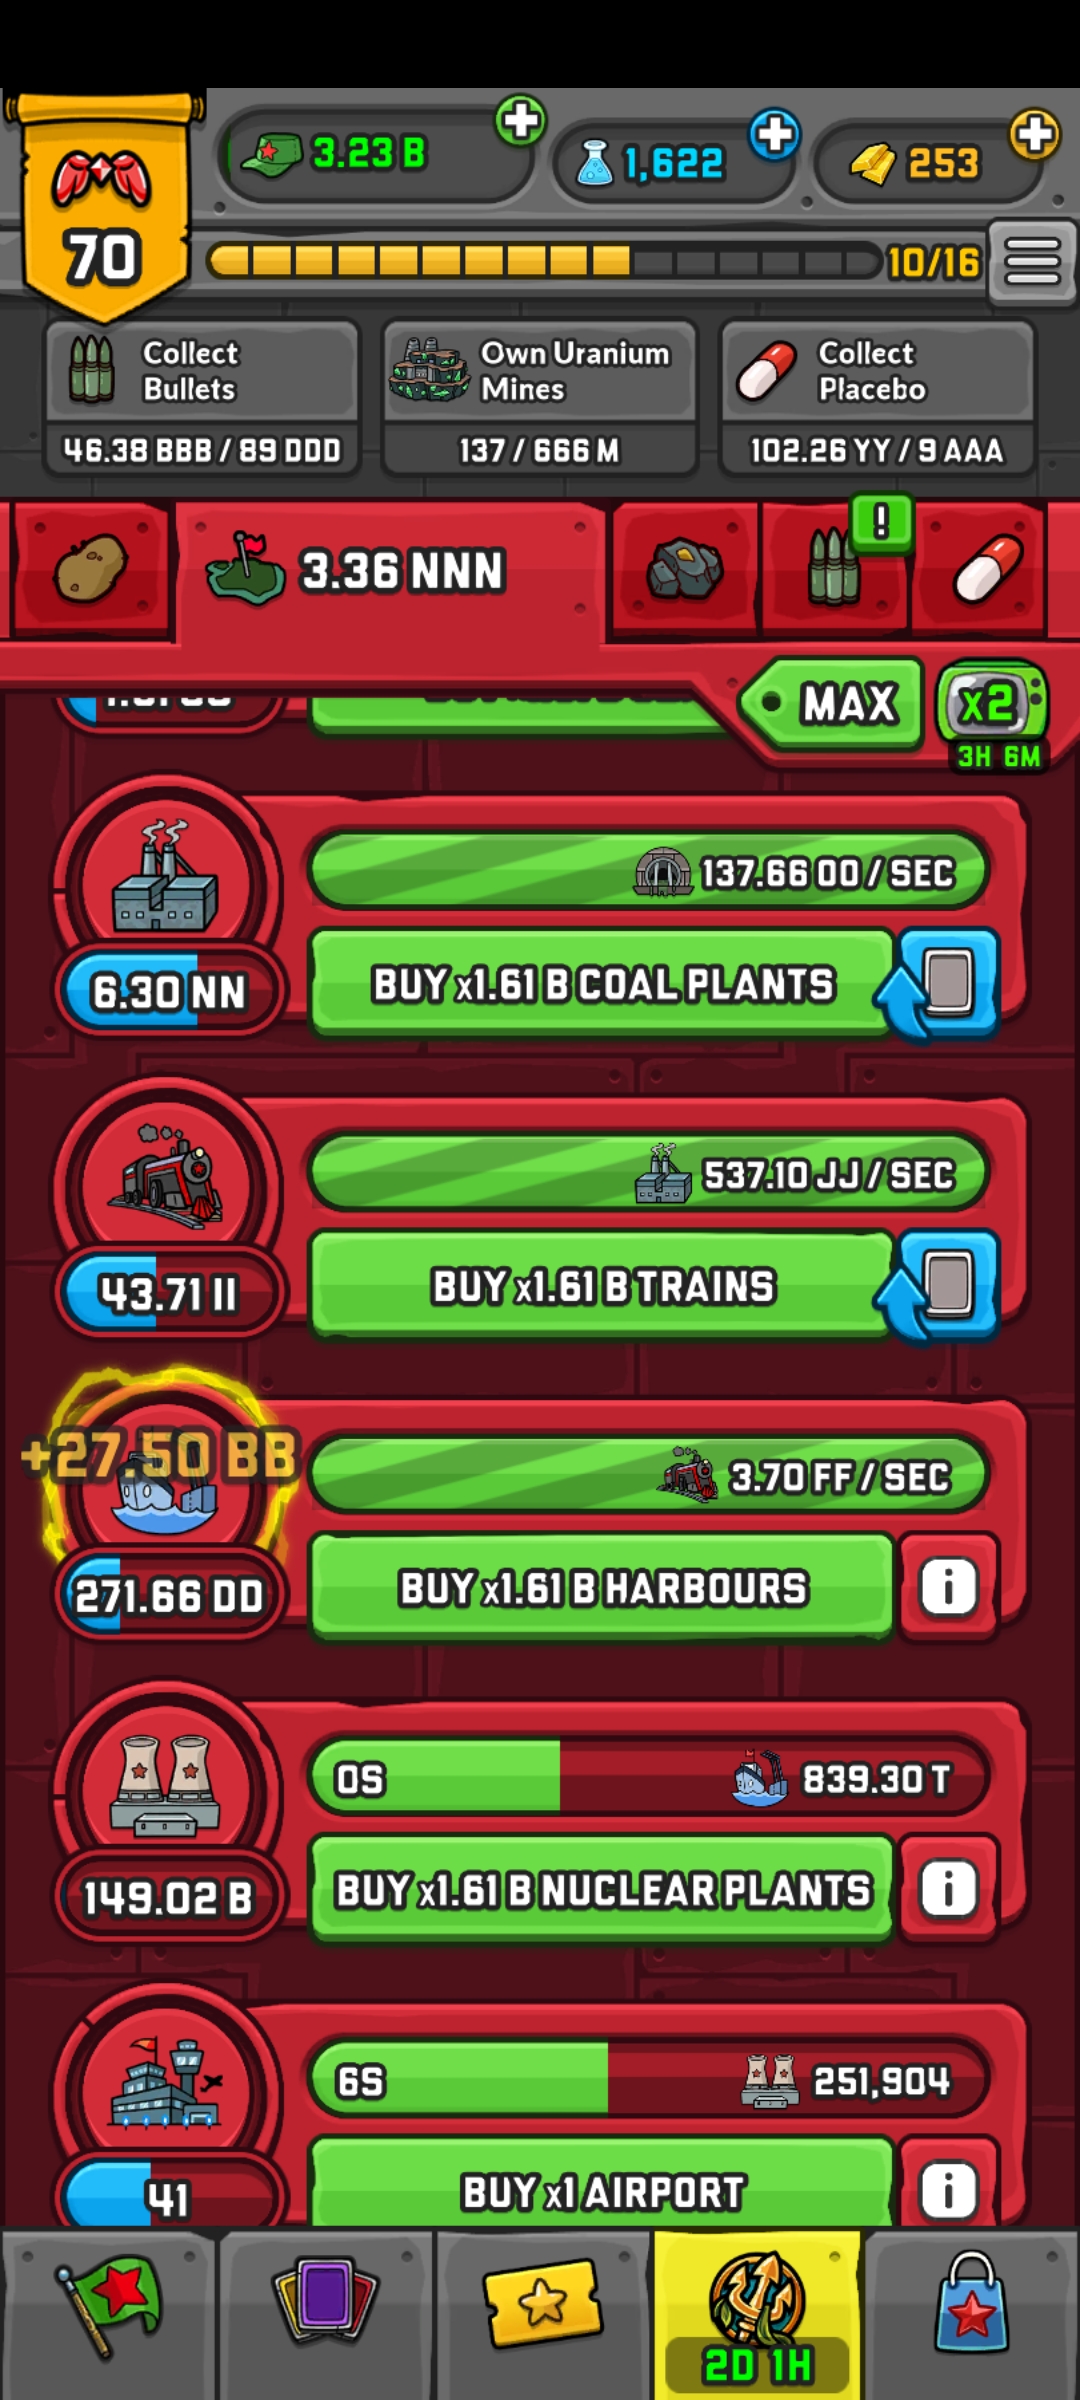 3.23 B
1,622
253
70
10/16
Collect
Bullets
46.38 BBB / 89 DDD
Own Uranium
Mines
137 / 666 M
Collect
Placebo
102.26 YY / 9 AAA
3.36 NNN
!
MAX
x2
3H 6M
137.66 OO / SEC
6.30 NN
BUY x1.61 B COAL PLANTS
537.10 JJ / SEC
43.71 II
BUY x1.61 B TRAINS
+27.50 BB
3.70 FF / SEC
271.66 DD
BUY x1.61 B HARBOURS
i
0S
839.30 T
149.02 B
BUY x1.61 B NUCLEAR PLANTS
i
6S
251,904
41
BUY x1 AIRPORT
i
2D 1H